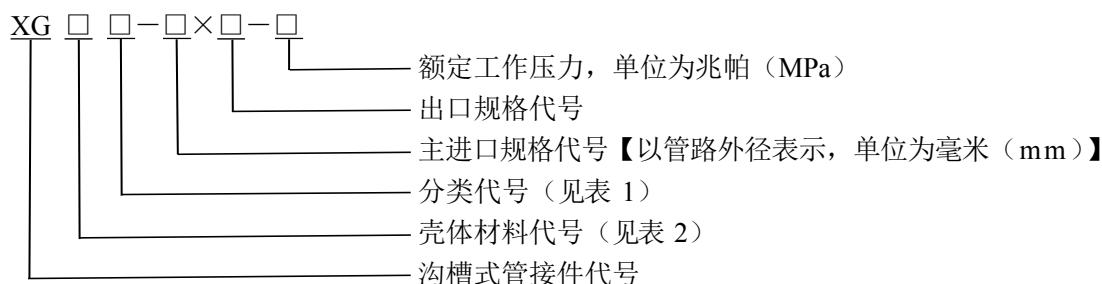 XG □ □－□×□－□
额定工作压力，单位为兆帕（MPa）
出口规格代号
主进口规格代号【以管路外径表示，单位为毫米（mm）】
分类代号（见表 1）
壳体材料代号（见表 2）
沟槽式管接件代号